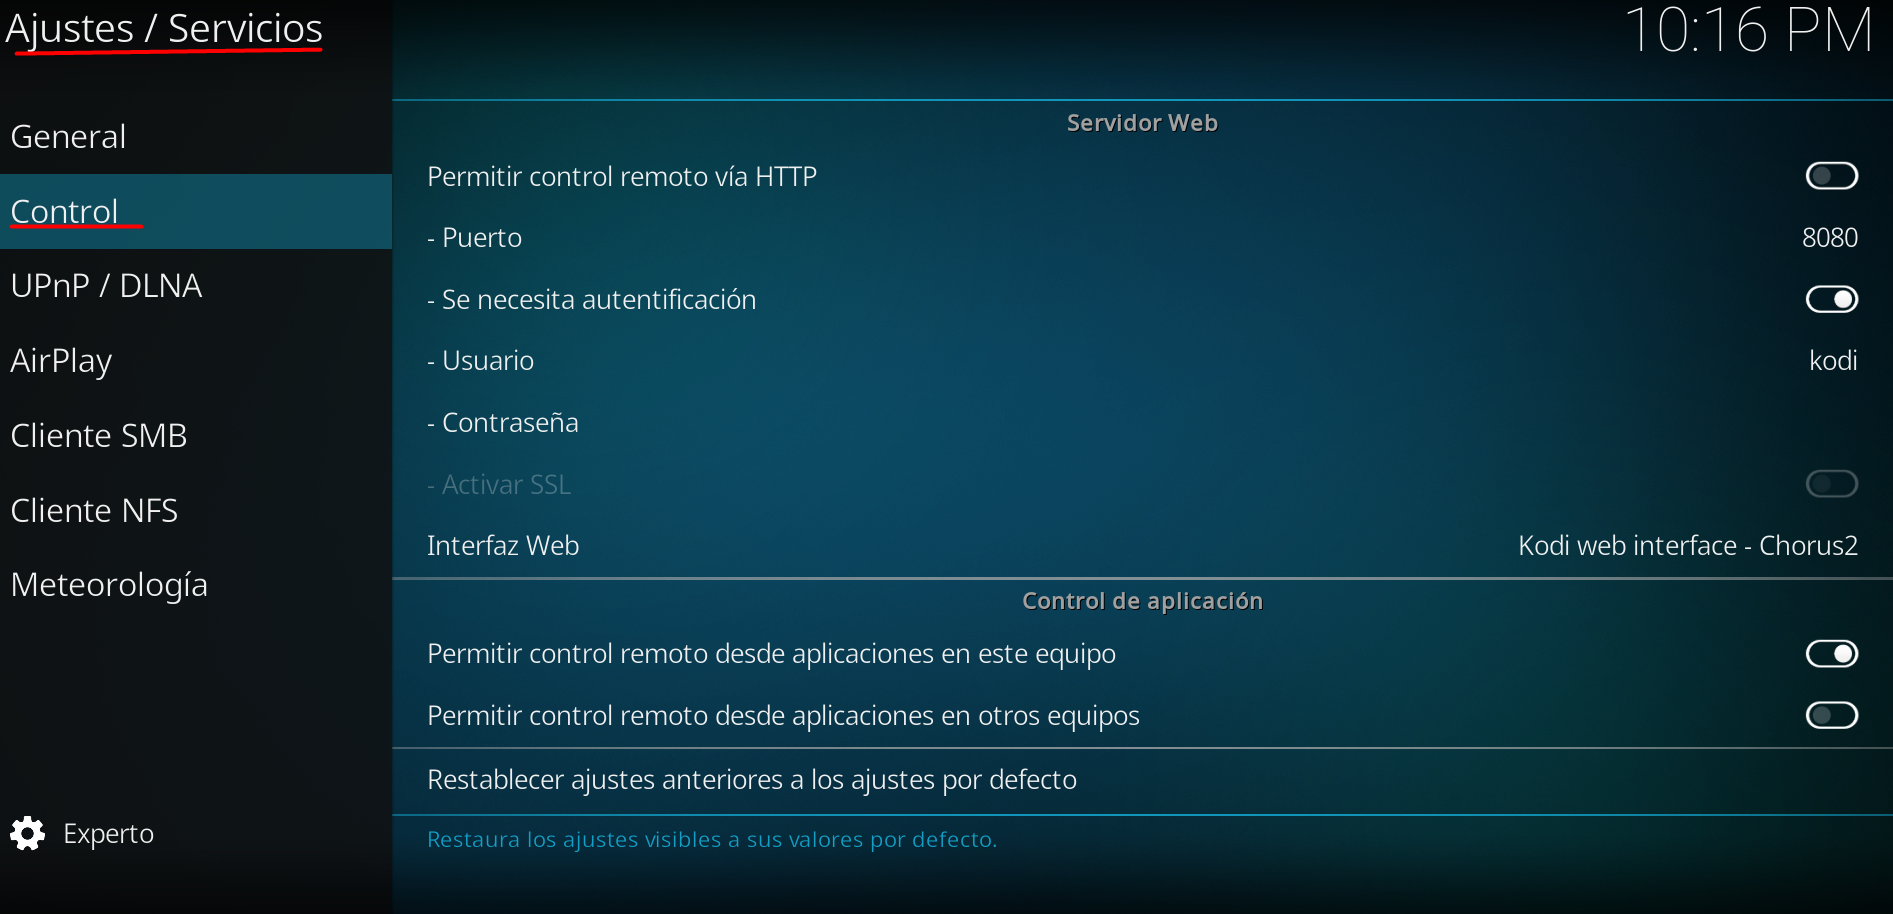 Ajustes / Servicios
10:16 PM
General
Control
UPnP / DLNA
AirPlay
Cliente SMB
Cliente NFS
Meteorología
Experto
Servidor Web
Permitir control remoto vía HTTP
- Puerto 8080
- Se necesita autentificación
- Usuario kodi
- Contraseña
- Activar SSL
Interfaz Web Kodi web interface - Chorus2
Control de aplicación
Permitir control remoto desde aplicaciones en este equipo
Permitir control remoto desde aplicaciones en otros equipos
Restablecer ajustes anteriores a los ajustes por defecto
Restaura los ajustes visibles a sus valores por defecto.